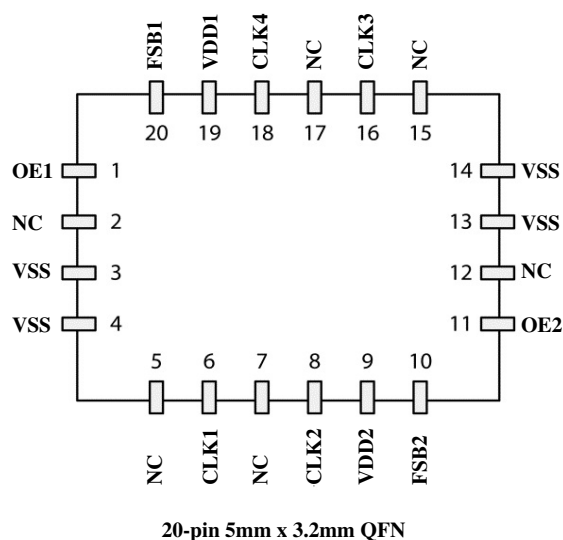 FSB1 VDD1 CLK4 NC CLK3 NC
20 19 18 17 16 15
OE1 1 14 VSS
NC 2 13 VSS
VSS 3 12 NC
VSS 4 11 OE2
5 6 7 8 9 10
NC CLK1 NC CLK2 VDD2 FSB2
20-pin 5mm x 3.2mm QFN